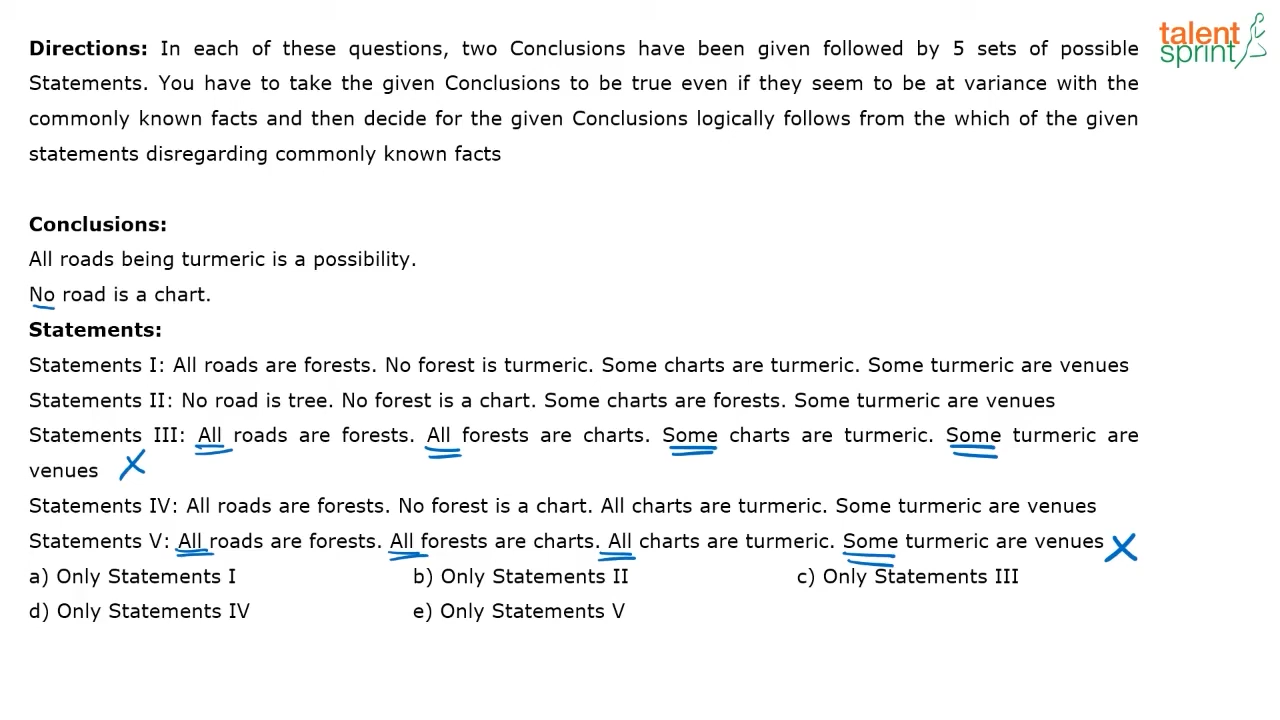 talent
sprint
Directions: In each of these questions, two Conclusions have been given followed by 5 sets of possible
Statements. You have to take the given Conclusions to be true even if they seem to be at variance with the
commonly known facts and then decide for the given Conclusions logically follows from the which of the given
statements disregarding commonly known facts
Conclusions:
All roads being turmeric is a possibility.
No road is a chart.
Statements:
Statements I: All roads are forests. No forest is turmeric. Some charts are turmeric. Some turmeric are venues
Statements II: No road is tree. No forest is a chart. Some charts are forests. Some turmeric are venues
Statements III: All roads are forests. All forests are charts. Some charts are turmeric. Some turmeric are
venues
Statements IV: All roads are forests. No forest is a chart. All charts are turmeric. Some turmeric are venues
Statements V: All roads are forests. All forests are charts. All charts are turmeric. Some turmeric are venues
a) Only Statements I b) Only Statements II c) Only Statements III
d) Only Statements IV e) Only Statements V